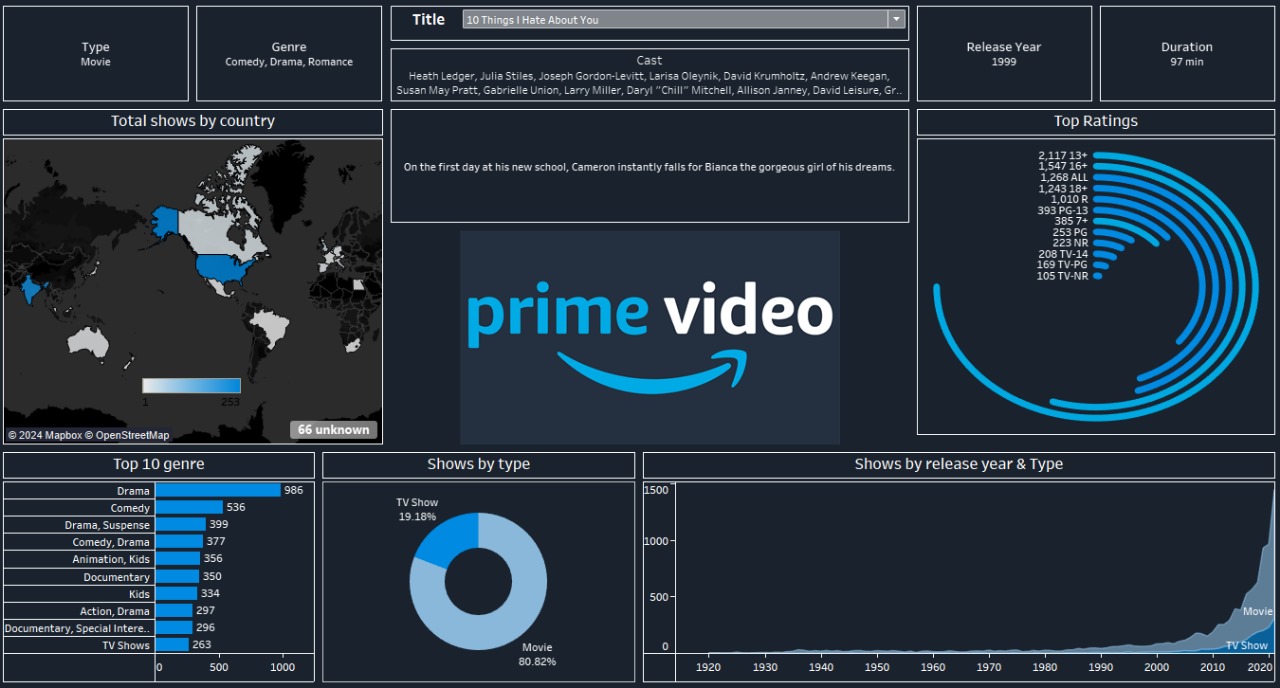 Type
Movie
Genre
Comedy, Drama, Romance
Title
10 Things I Hate About You
Cast
Heath Ledger, Julia Stiles, Joseph Gordon-Levitt, Larisa Oleynik, David Krumholtz, Andrew Keegan,
Susan May Pratt, Gabrielle Union, Larry Miller, Daryl "Chill" Mitchell, Allison Janney, David Leisure, Gr..
Release Year
1999
Duration
97 min
Total shows by country
1
253
66 unknown
© 2024 Mapbox © OpenStreetMap
On the first day at his new school, Cameron instantly falls for Bianca the gorgeous girl of his dreams.
prime video
Top Ratings
2,117 13+
1,547 16+
1,268 ALL
1,243 18+
1,010 R
393 PG-13
385 7+
253 PG
223 NR
208 TV-14
169 TV-PG
105 TV-NR
Top 10 genre
Drama 986
Comedy 536
Drama, Suspense 399
Comedy, Drama 377
Animation, Kids 356
Documentary 350
Kids 334
Action, Drama 297
Documentary, Special Intere.. 296
TV Shows 263
0 500 1000
Shows by type
TV Show
19.18%
Movie
80.82%
Shows by release year & Type
1500
1000
500
0
Movie
TV Show
1920 1930 1940 1950 1960 1970 1980 1990 2000 2010 2020